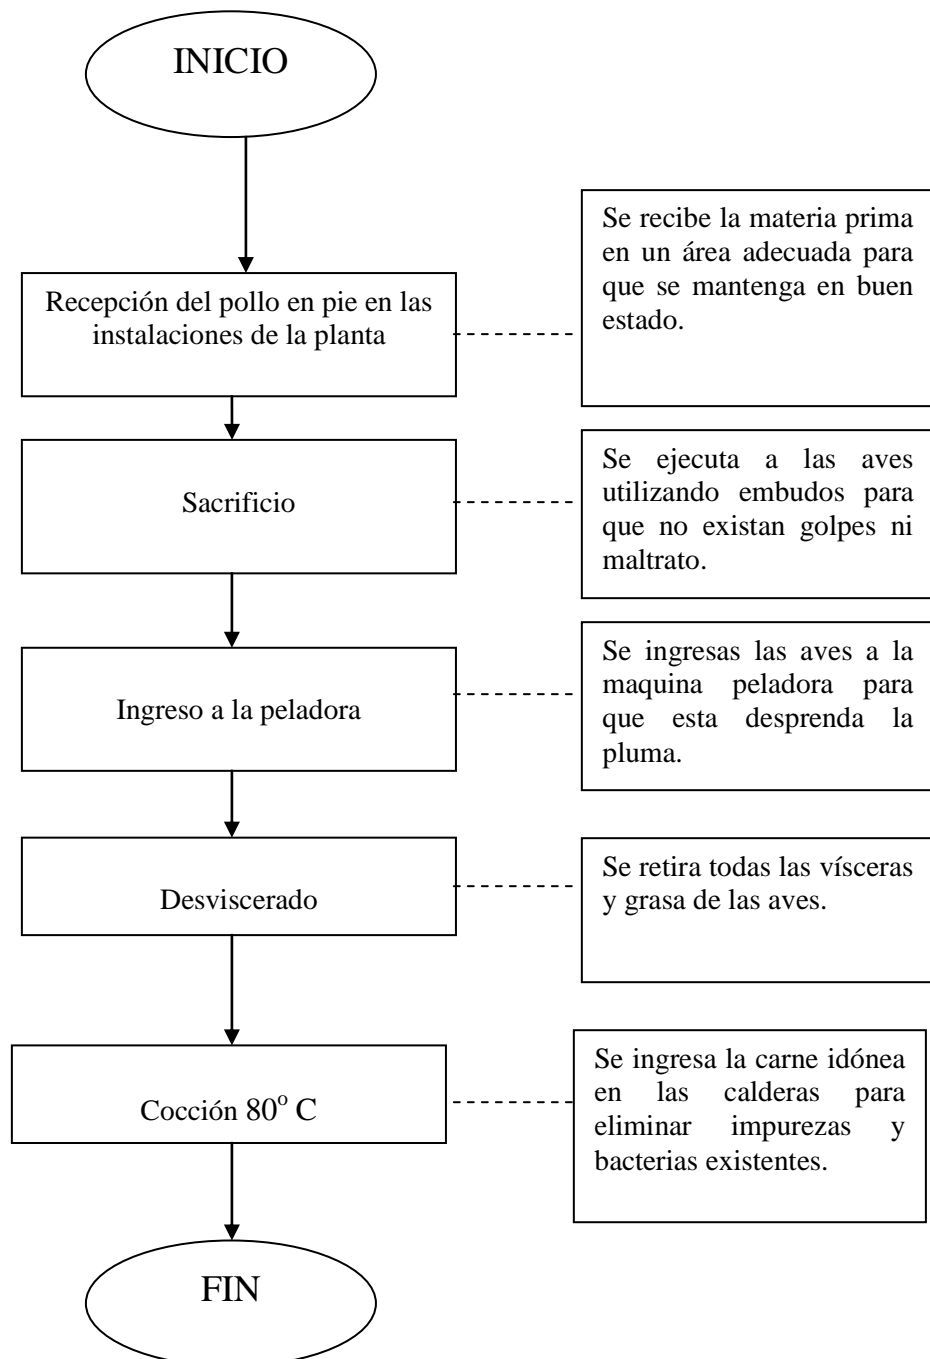 INICIO
Recepción del pollo en pie en las
instalaciones de la planta
Se recibe la materia prima
en un área adecuada para
que se mantenga en buen
estado.
Sacrificio
Se ejecuta a las aves
utilizando embudos para
que no existan golpes ni
maltrato.
Ingreso a la peladora
Se ingresas las aves a la
maquina peladora para
que esta desprenda la
pluma.
Desviscerado
Se retira todas las vísceras
y grasa de las aves.
Cocción 80° C
Se ingresa la carne idónea
en las calderas para
eliminar impurezas y
bacterias existentes.
FIN